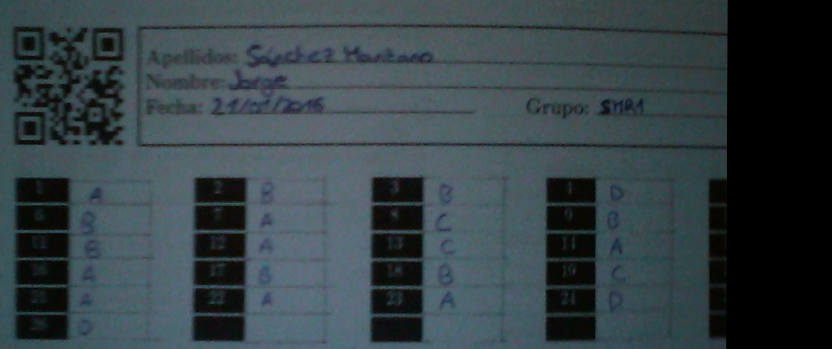 Apellidos: Sánchez Manzano
Nombre: Jorge
Fecha: 21/01/2016 Grupo: SMR1
1 A 2 B 3 B 4 D
6 B 7 A 8 C 9 B
11 B 12 A 13 C 14 A
16 A 17 B 18 B 19 C
21 A 22 A 23 A 24 D
26 D